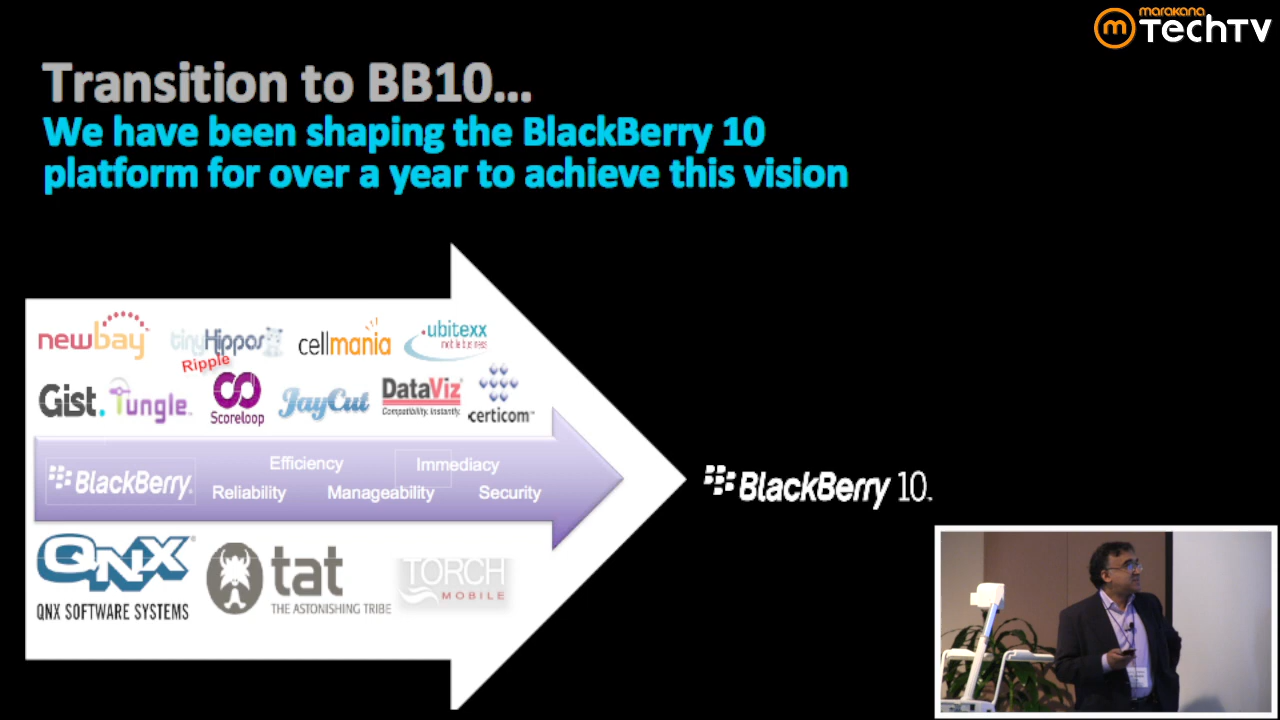 marakana
TechTV
Transition to BB10...
We have been shaping the BlackBerry 10
platform for over a year to achieve this vision
newbay
tinyHippos
cellmania
ubitexx
mobile business
Ripple
Gist.
Tungle.
Scoreloop
JayCut
DataViz
Compatibility. Instantly.
certicom™
BlackBerry.
Efficiency
Immediacy
Reliability
Manageability
Security
BlackBerry 10.
QNX
QNX SOFTWARE SYSTEMS
tat
THE ASTONISHING TRIBE
TORCH
MOBILE